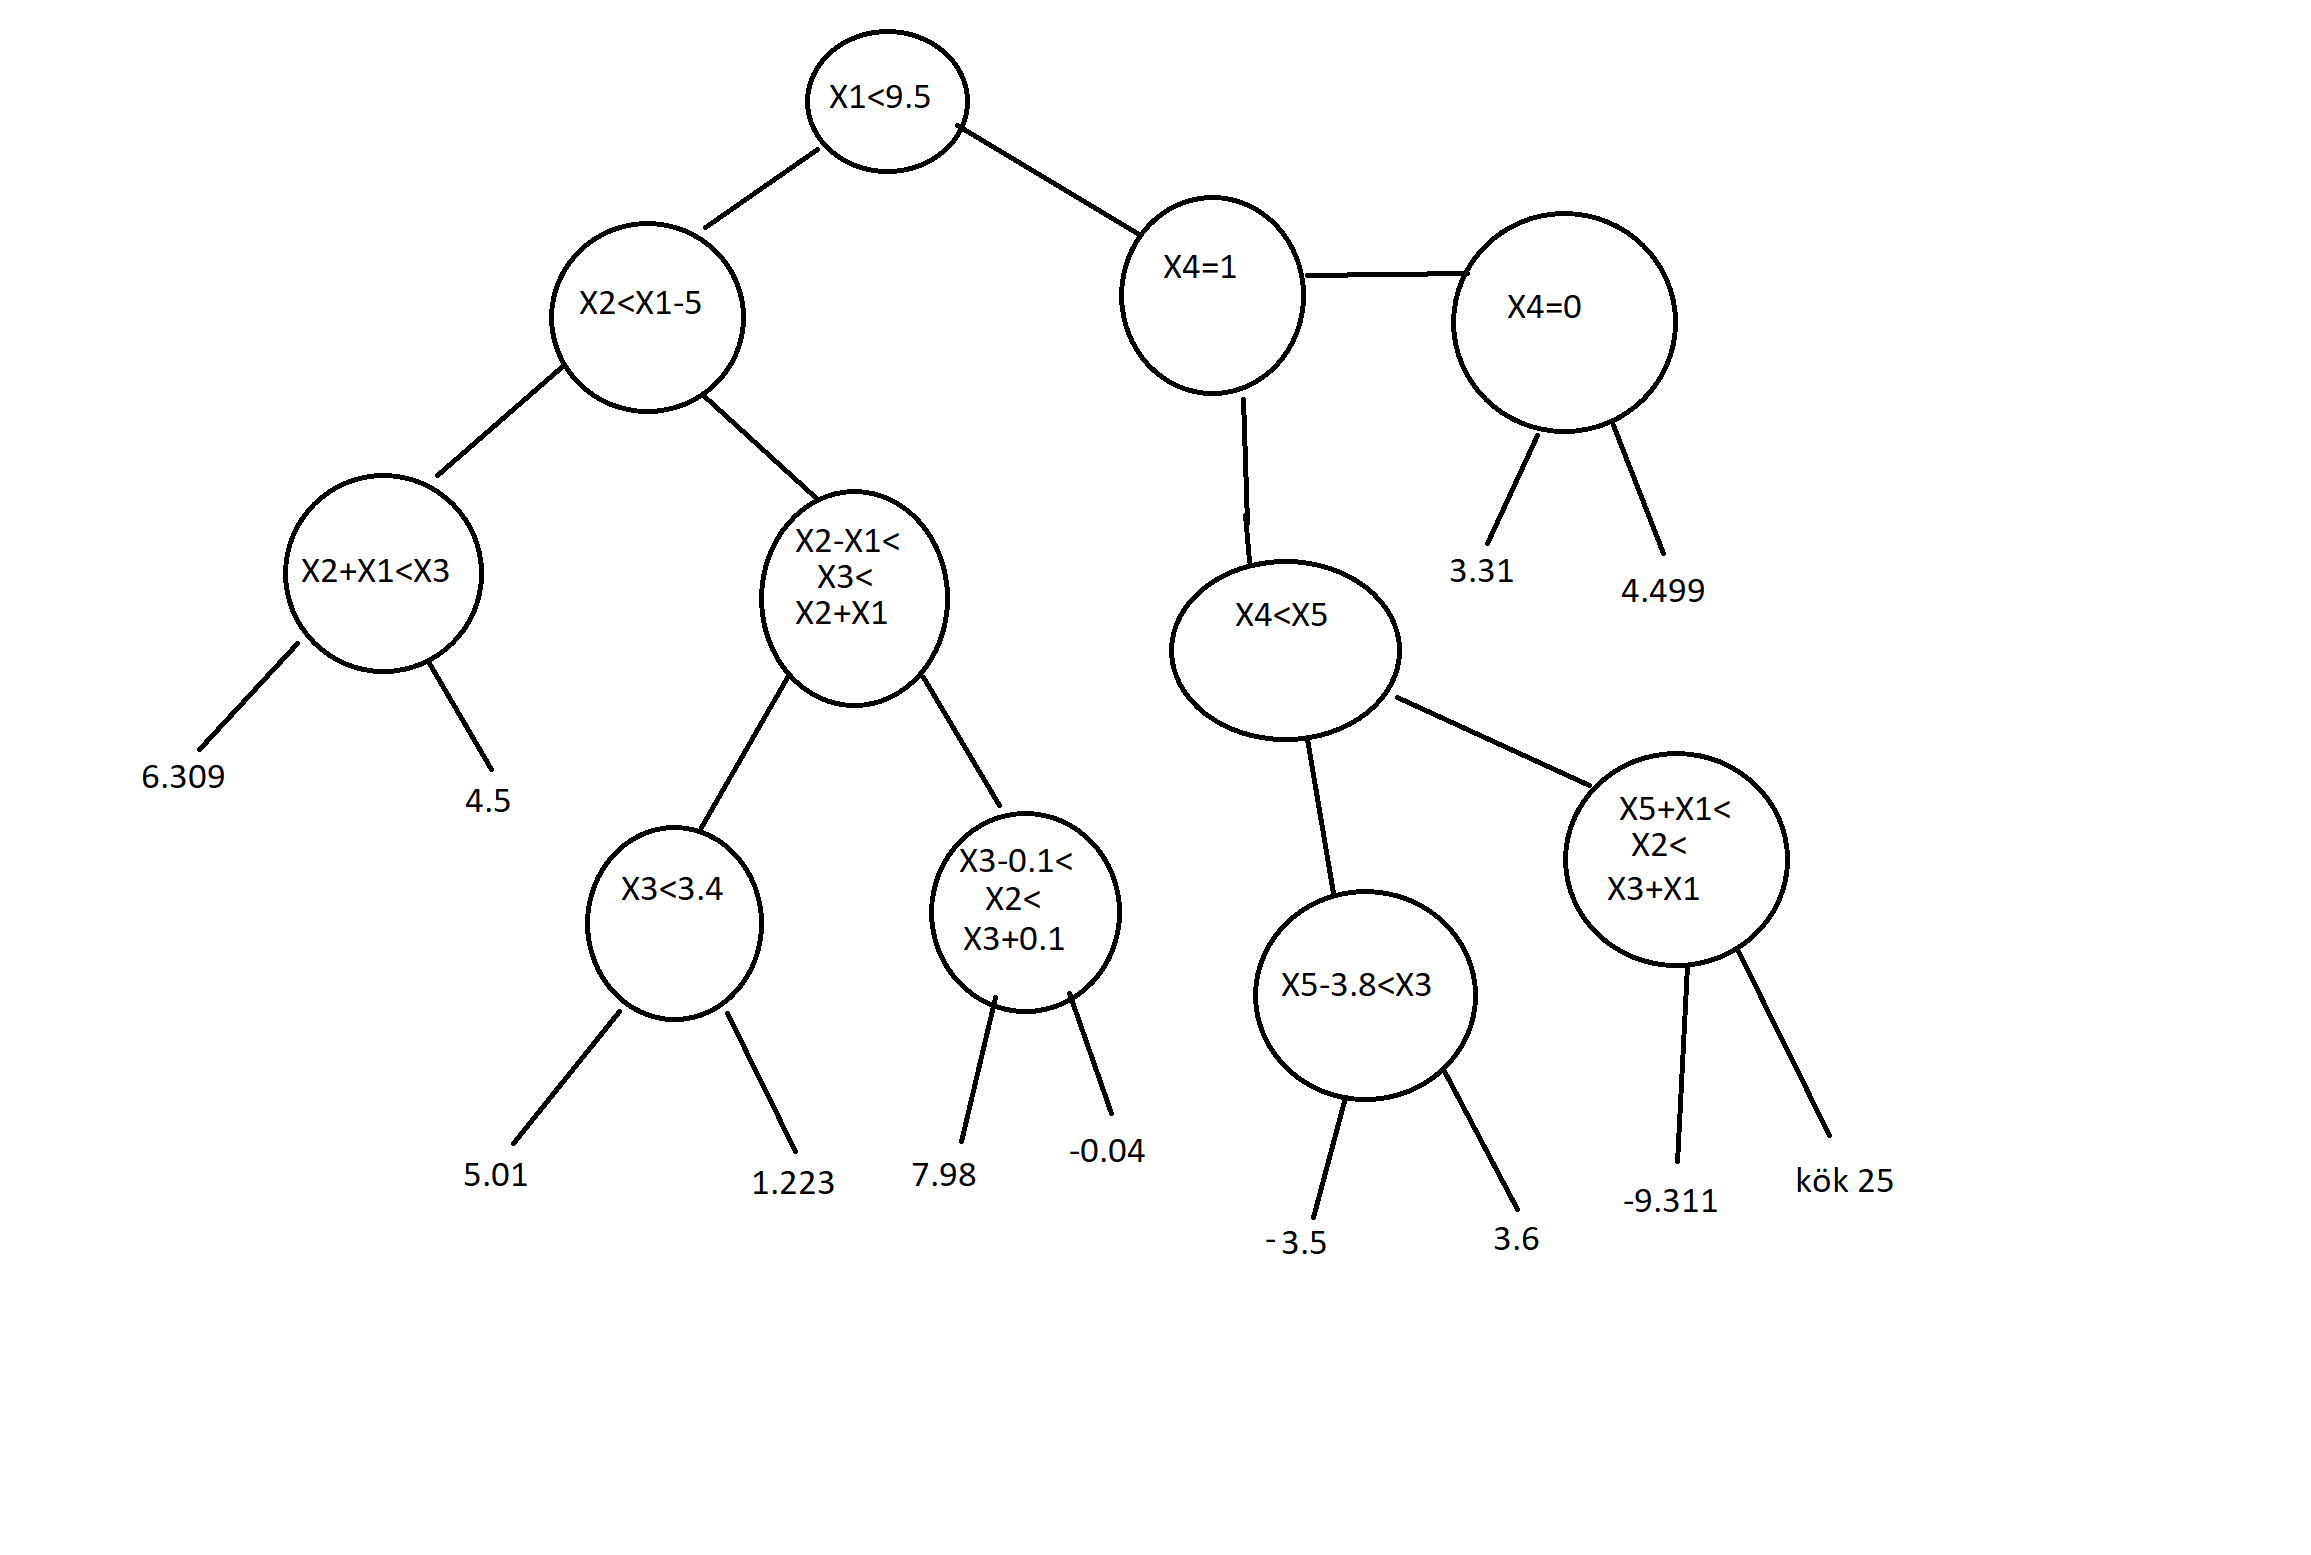 X1<9.5
X4=1
X2<X1-5
X4=0
X2+X1<X3
X2-X1<
X3<
X2+X1
3.31
4.499
X4<X5
6.309
4.5
X3<3.4
X3-0.1<
X2<
X3+0.1
X5+X1<
X2<
X3+X1
X5-3.8<X3
5.01
1.223
7.98
-0.04
-3.5
3.6
-9.311
kök 25